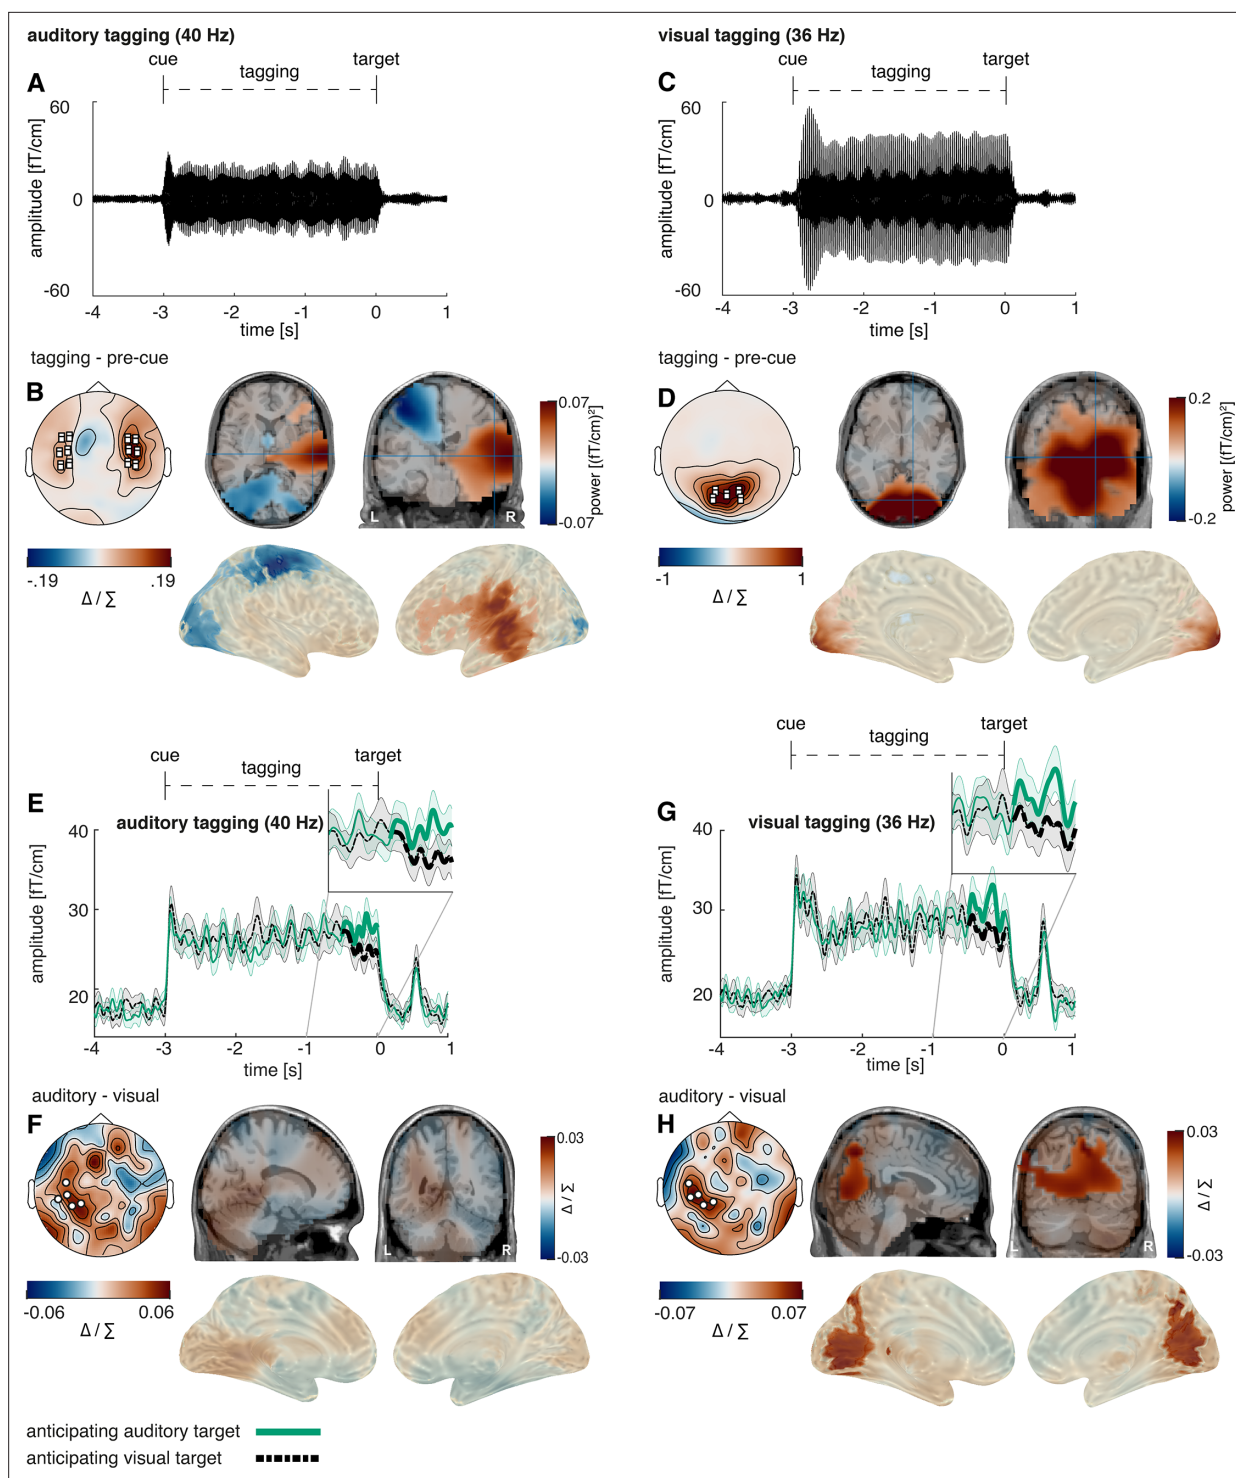 auditory tagging (40 Hz)
cue
target
tagging
A
60
0
-60
amplitude [fT/cm]
-4
-3
-2
-1
0
1
time [s]
visual tagging (36 Hz)
cue
target
tagging
C
60
0
-60
amplitude [fT/cm]
-4
-3
-2
-1
0
1
time [s]
tagging - pre-cue
B
L
R
0.07
-0.07
power [(fT/cm)²]
-.19
.19
Δ / ∑
tagging - pre-cue
D
0.2
-0.2
power [(fT/cm)²]
-1
1
Δ / ∑
cue
target
tagging
E
auditory tagging (40 Hz)
40
30
20
amplitude [fT/cm]
-4
-3
-2
-1
0
1
time [s]
cue
target
tagging
G
visual tagging (36 Hz)
40
30
20
amplitude [fT/cm]
-4
-3
-2
-1
0
1
time [s]
auditory - visual
F
L
R
0.03
-0.03
Δ / ∑
-0.06
0.06
Δ / ∑
auditory - visual
H
L
R
0.03
-0.03
Δ / ∑
-0.07
0.07
Δ / ∑
anticipating auditory target
anticipating visual target